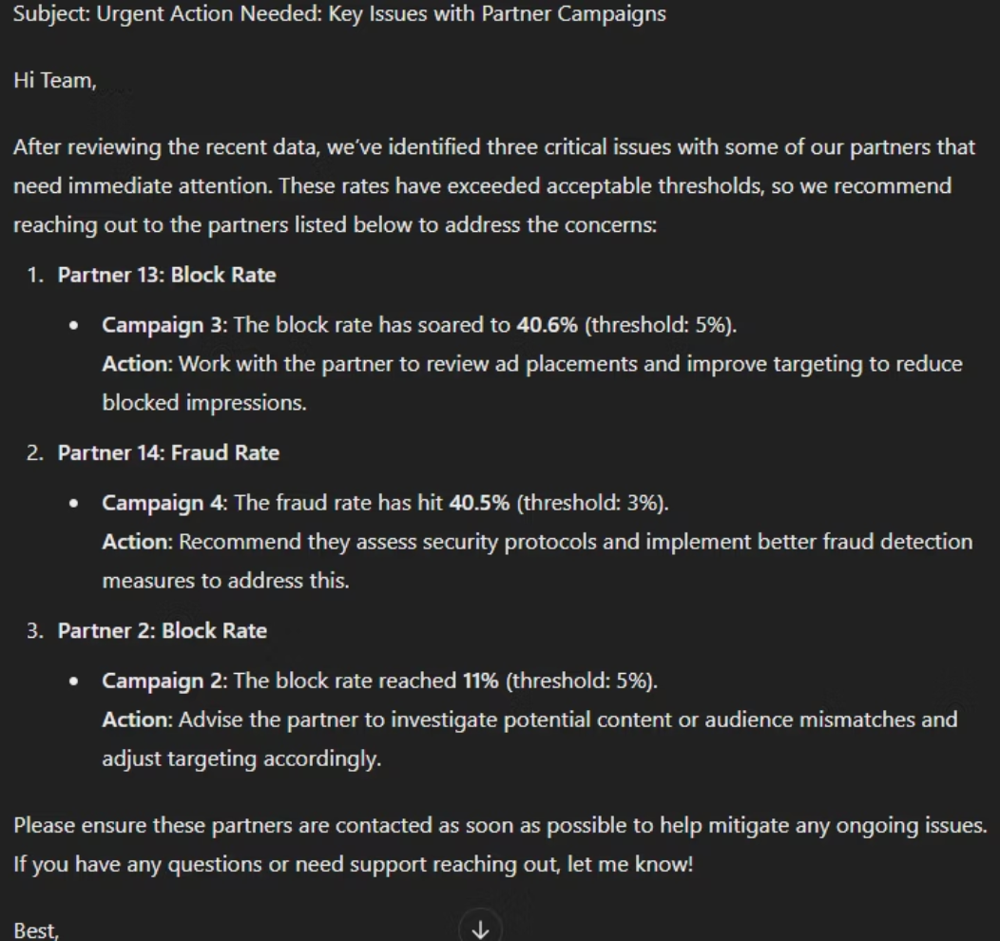 Subject: Urgent Action Needed: Key Issues with Partner Campaigns
Hi Team,
After reviewing the recent data, we've identified three critical issues with some of our partners that
need immediate attention. These rates have exceeded acceptable thresholds, so we recommend
reaching out to the partners listed below to address the concerns:
1. Partner 13: Block Rate
• Campaign 3: The block rate has soared to 40.6% (threshold: 5%).
Action: Work with the partner to review ad placements and improve targeting to reduce
blocked impressions.
2. Partner 14: Fraud Rate
• Campaign 4: The fraud rate has hit 40.5% (threshold: 3%).
Action: Recommend they assess security protocols and implement better fraud detection
measures to address this.
3. Partner 2: Block Rate
• Campaign 2: The block rate reached 11% (threshold: 5%).
Action: Advise the partner to investigate potential content or audience mismatches and
adjust targeting accordingly.
Please ensure these partners are contacted as soon as possible to help mitigate any ongoing issues.
If you have any questions or need support reaching out, let me know!
Best,